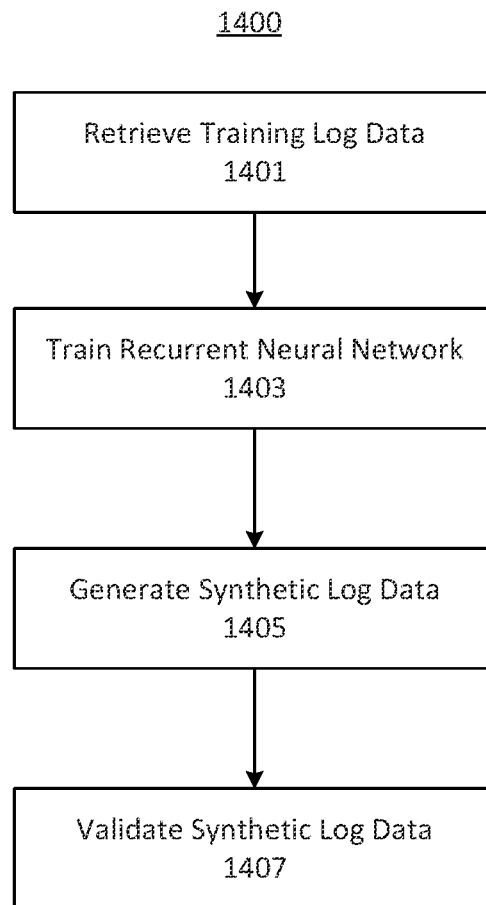 1400
Retrieve Training Log Data
1401
Train Recurrent Neural Network
1403
Generate Synthetic Log Data
1405
Validate Synthetic Log Data
1407